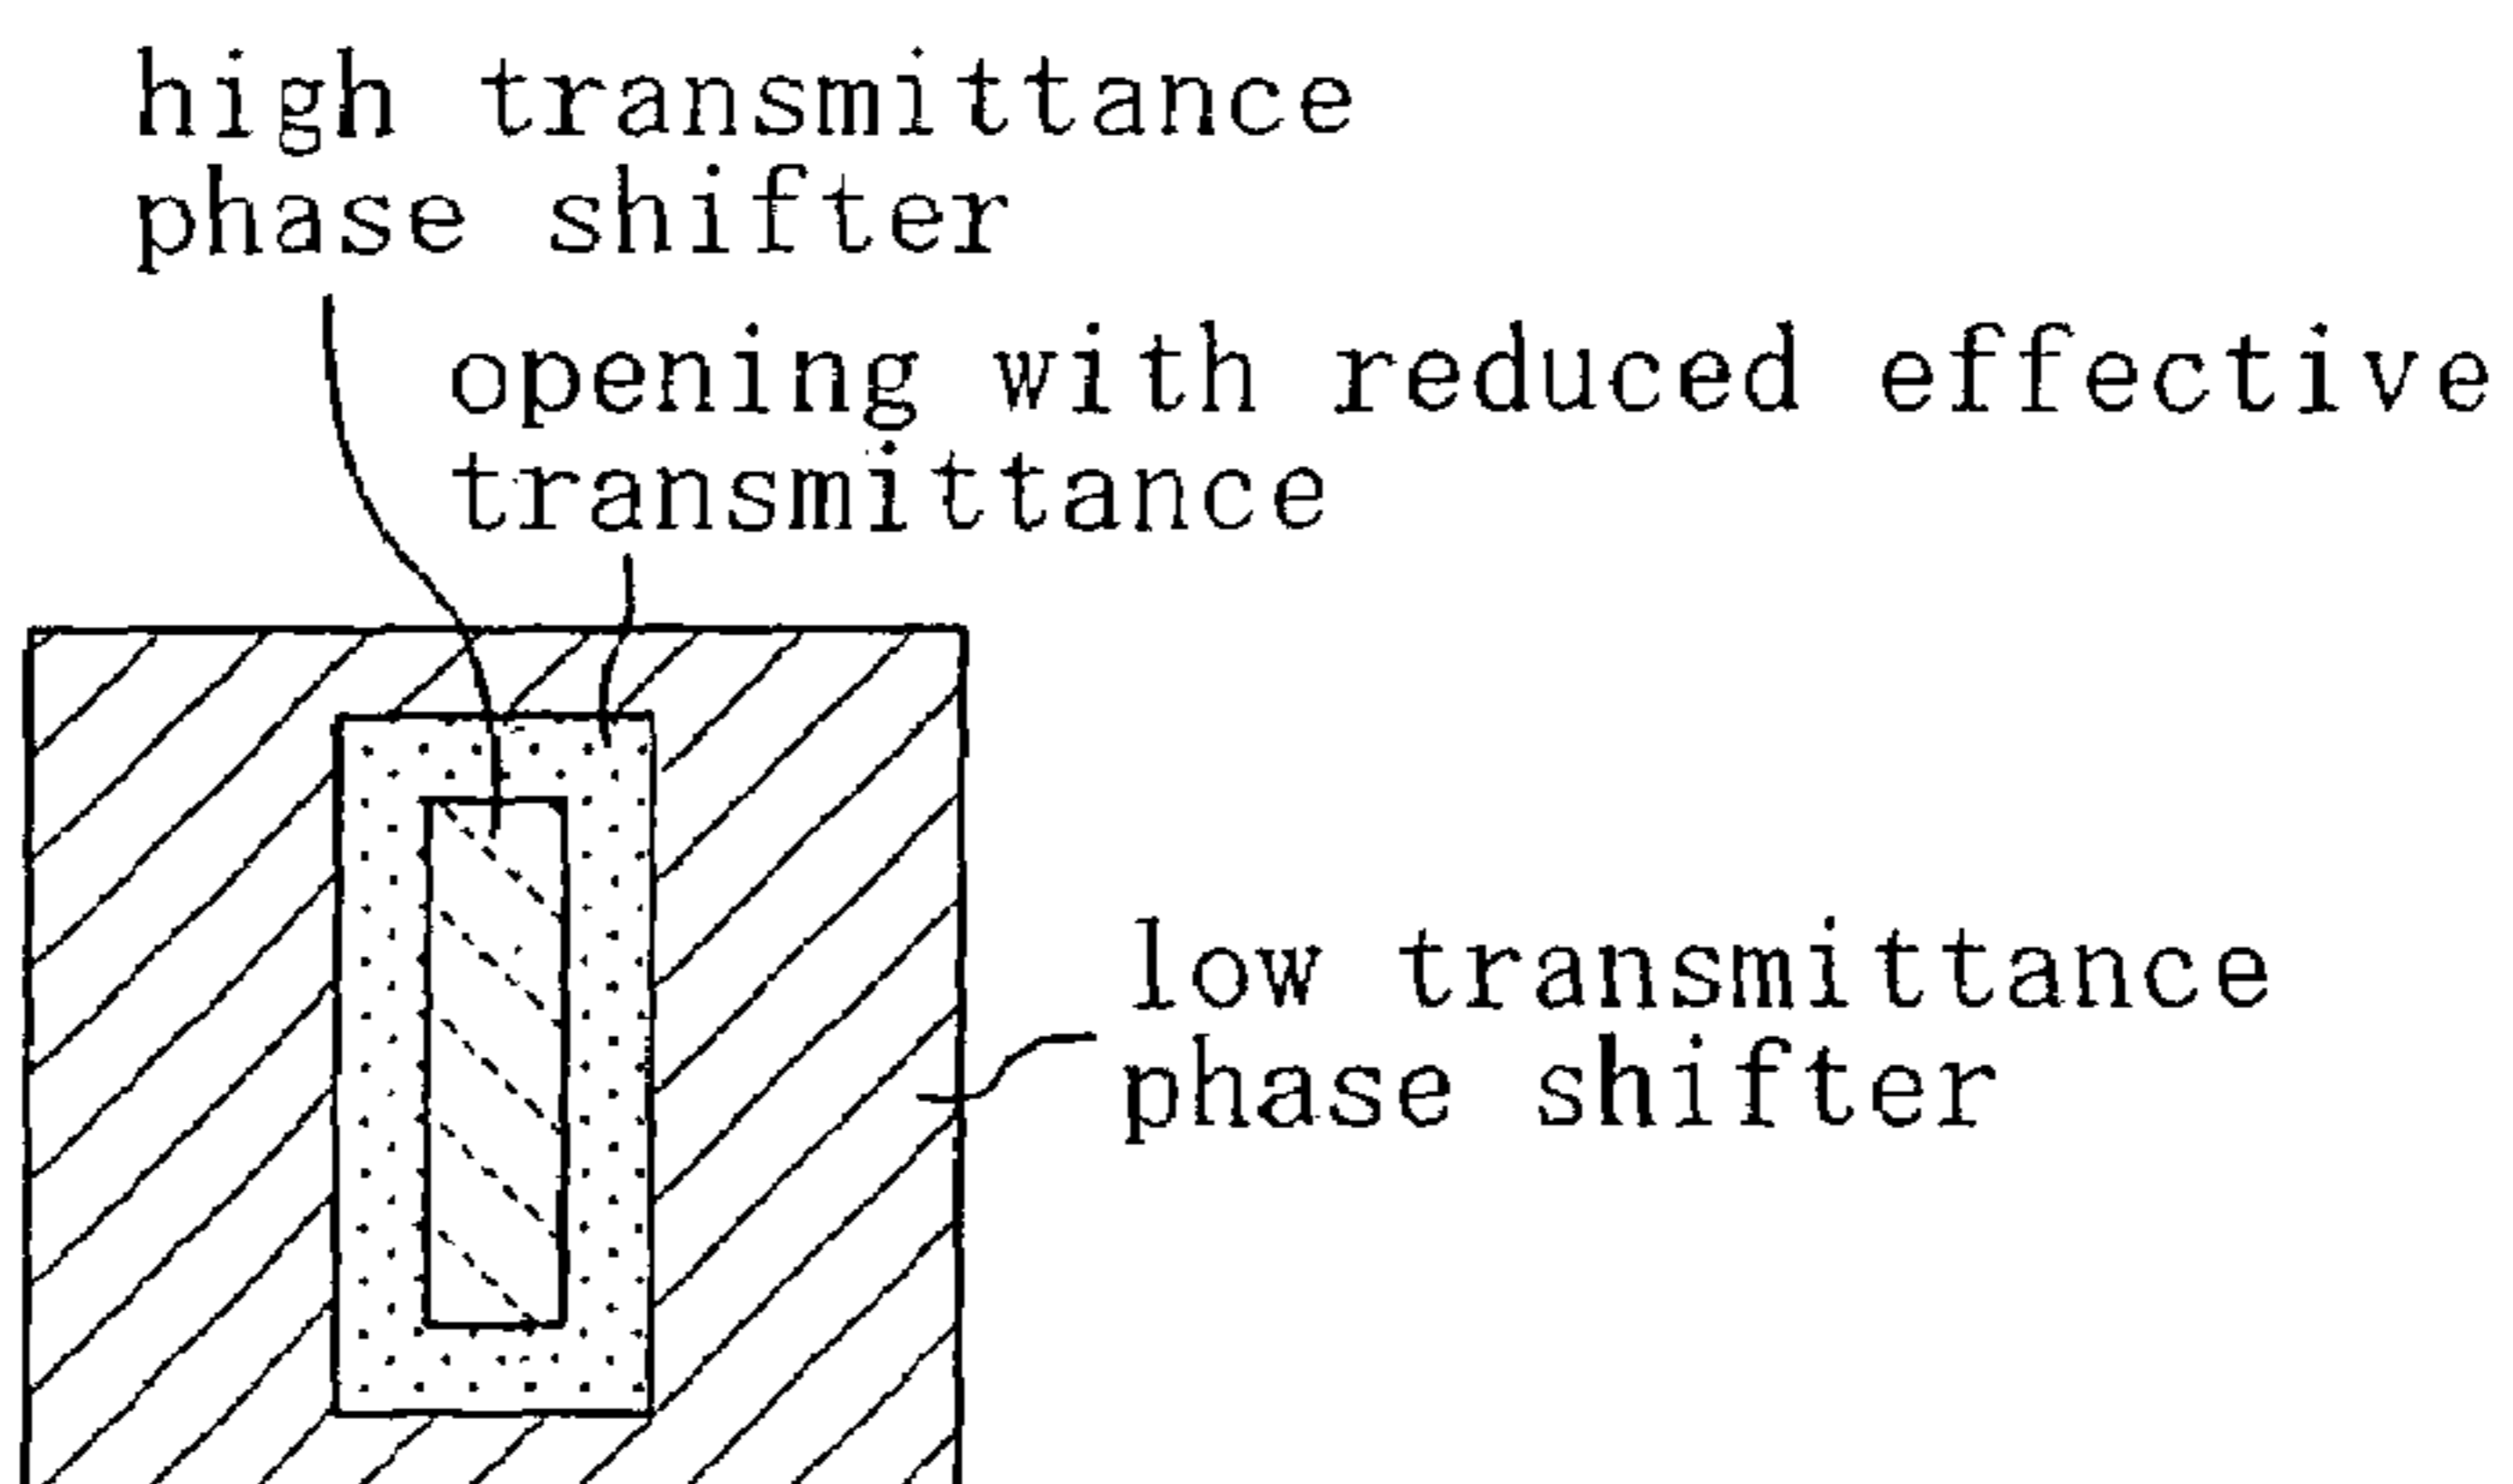 high transmittance
phase shifter
opening with reduced effective
transmittance
low transmittance
phase shifter